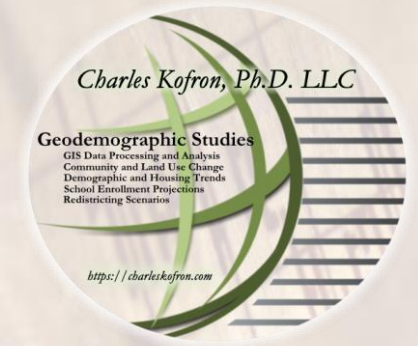 Charles Kofron, Ph.D. LLC
Geodemographic Studies
GIS Data Processing and Analysis
Community and Land Use Change
Demographic and Housing Trends
School Enrollment Projections
Redistricting Scenarios
https://charleskofron.com